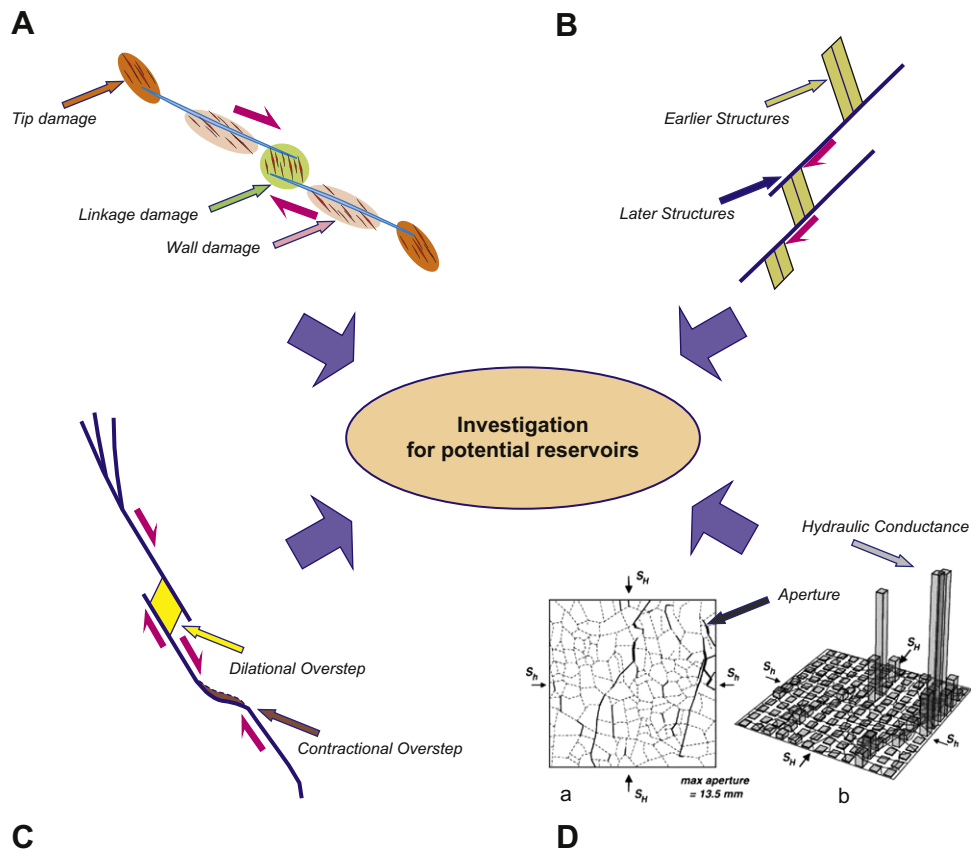 A
Tip damage
Linkage damage
Wall damage
B
Earlier Structures
Later Structures
Investigation
for potential reservoirs
Dilational Overstep
Contractional Overstep
C
Hydraulic Conductance
Aperture
S_H
S_h
S_h
S_H
max aperture
= 13.5 mm
a
S_H
S_h
S_h
S_H
b
D